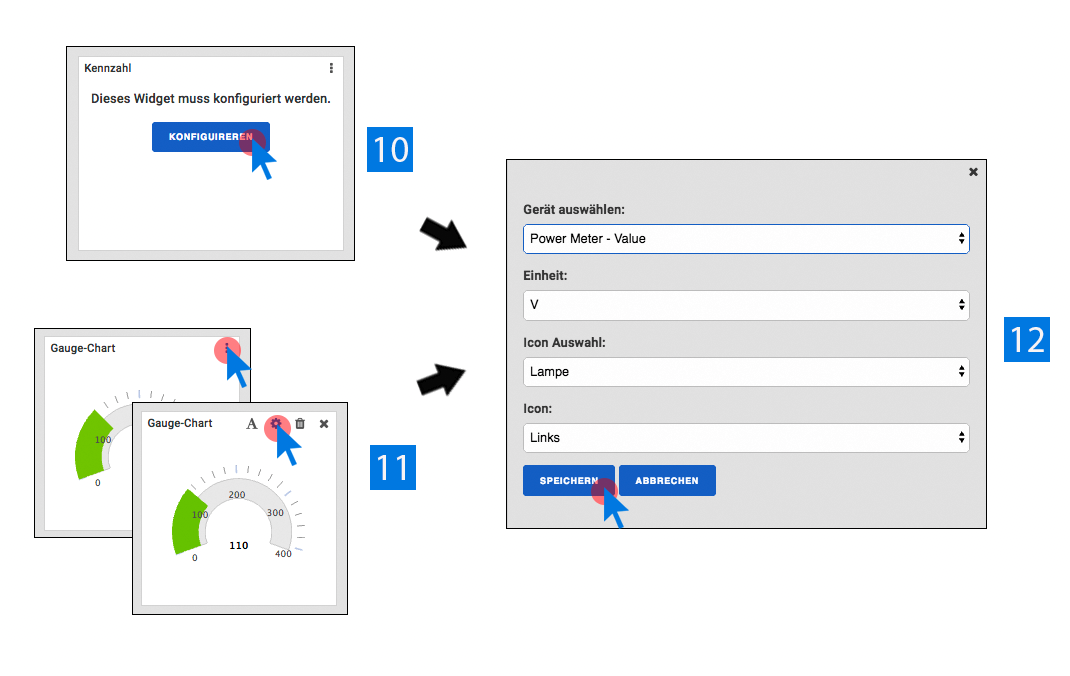 Kennzahl
Dieses Widget muss konfiguriert werden.
KONFIGUIREREN
10
Gauge-Chart
100
0
Gauge-Chart
A
100
200
300
400
0
110
11
Gerät auswählen:
Power Meter - Value
Einheit:
V
Icon Auswahl:
Lampe
Icon:
Links
SPEICHERN ABBRECHEN
12